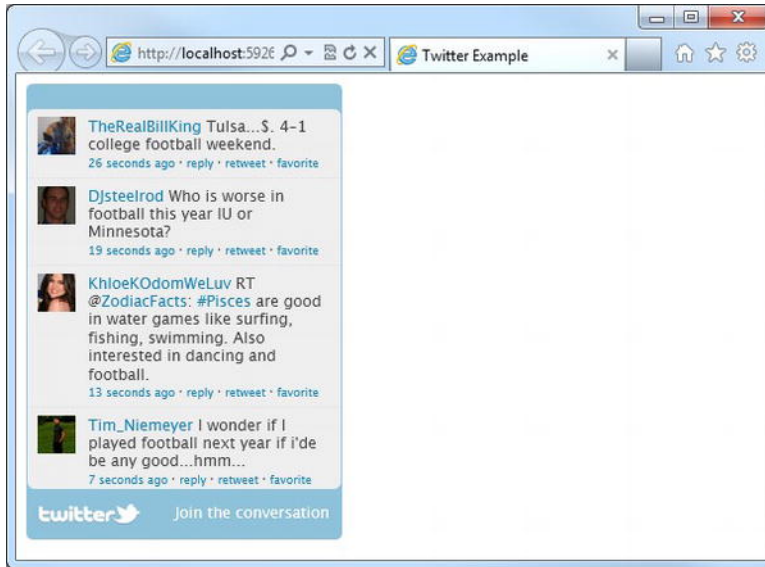 http://localhost:5926
Twitter Example
TheRealBillKing Tulsa...$. 4-1
college football weekend.
26 seconds ago · reply · retweet · favorite
DJsteelrod Who is worse in
football this year IU or
Minnesota?
19 seconds ago · reply · retweet · favorite
KhloeKOdomWeLuv RT
@ZodiacFacts: #Pisces are good
in water games like surfing,
fishing, swimming. Also
interested in dancing and
football.
13 seconds ago · reply · retweet · favorite
Tim_Niemeyer I wonder if I
played football next year if i'de
be any good...hmm...
7 seconds ago · reply · retweet · favorite
twitter
Join the conversation